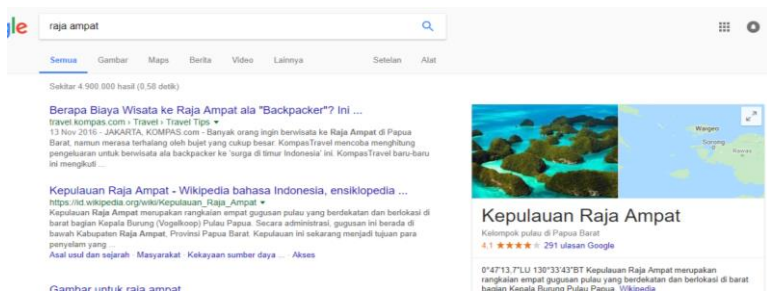 raja ampat
Semua Gambar Maps Berita Video Lainnya Setelan Alat
Sekitar 4.900.000 hasil (0,58 detik)
Berapa Biaya Wisata ke Raja Ampat ala "Backpacker"? Ini ...
travel.kompas.com › Travel › Travel Tips
13 Nov 2016 - JAKARTA, KOMPAS.com - Banyak orang ingin berwisata ke Raja Ampat di Papua
Barat, namun merasa terhalang oleh bujet yang cukup besar. KompasTravel mencoba menghitung
pengeluaran untuk berwisata ala backpacker ke 'surga di timur Indonesia' ini. KompasTravel baru-baru
ini mengikuti ...
Kepulauan Raja Ampat - Wikipedia bahasa Indonesia, ensiklopedia ...
https://id.wikipedia.org/wiki/Kepulauan_Raja_Ampat
Kepulauan Raja Ampat merupakan rangkaian empat gugusan pulau yang berdekatan dan berlokasi di
barat bagian Kepala Burung (Vogelkoop) Pulau Papua. Secara administrasi, gugusan ini berada di
bawah Kabupaten Raja Ampat, Provinsi Papua Barat. Kepulauan ini sekarang menjadi tujuan para
penyelam yang ...
Asal usul dan sejarah · Masyarakat · Kekayaan sumber daya ... · Akses
Gambar untuk raja ampat
Waigeo
Sorong
Kepulauan Raja Ampat
Kelompok pulau di Papua Barat
4,1 ★★★★★ 291 ulasan Google
0°47'13,7"LU 130°33'43"BT Kepulauan Raja Ampat merupakan
rangkaian empat gugusan pulau yang berdekatan dan berlokasi di barat
bagian Kepala Burung Pulau Papua. Wikipedia